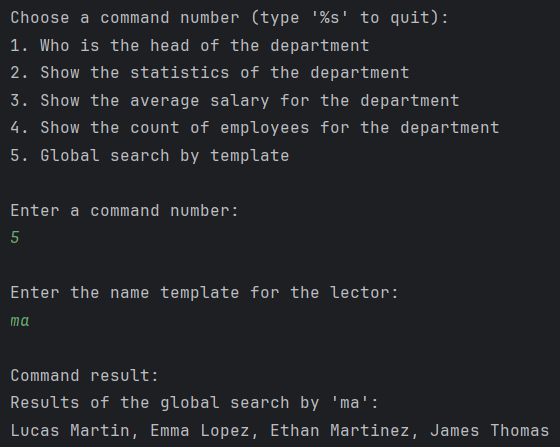 Choose a command number (type '%s' to quit):
1. Who is the head of the department
2. Show the statistics of the department
3. Show the average salary for the department
4. Show the count of employees for the department
5. Global search by template
Enter a command number:
5
Enter the name template for the lector:
ma
Command result:
Results of the global search by 'ma':
Lucas Martin, Emma Lopez, Ethan Martinez, James Thomas